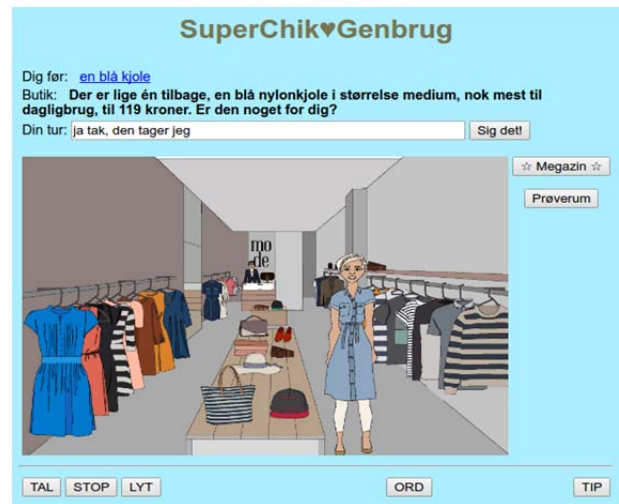 SuperChik♥Genbrug
Dig før: en blå kjole
Butik: Der er lige én tilbage, en blå nylonkjole i størrelse medium, nok mest til
dagligbrug, til 119 kroner. Er den noget for dig?
Din tur: ja tak, den tager jeg Sig det!
☆ Megazin ☆
Prøverum
mo
de
TAL STOP LYT ORD TIP